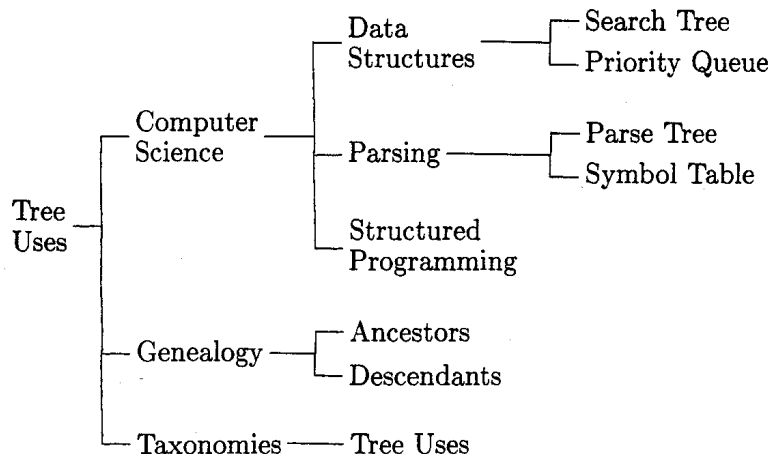 Tree
Uses
Computer
Science
Data
Structures
Search Tree
Priority Queue
Parsing
Parse Tree
Symbol Table
Structured
Programming
Genealogy
Ancestors
Descendants
Taxonomies
Tree Uses